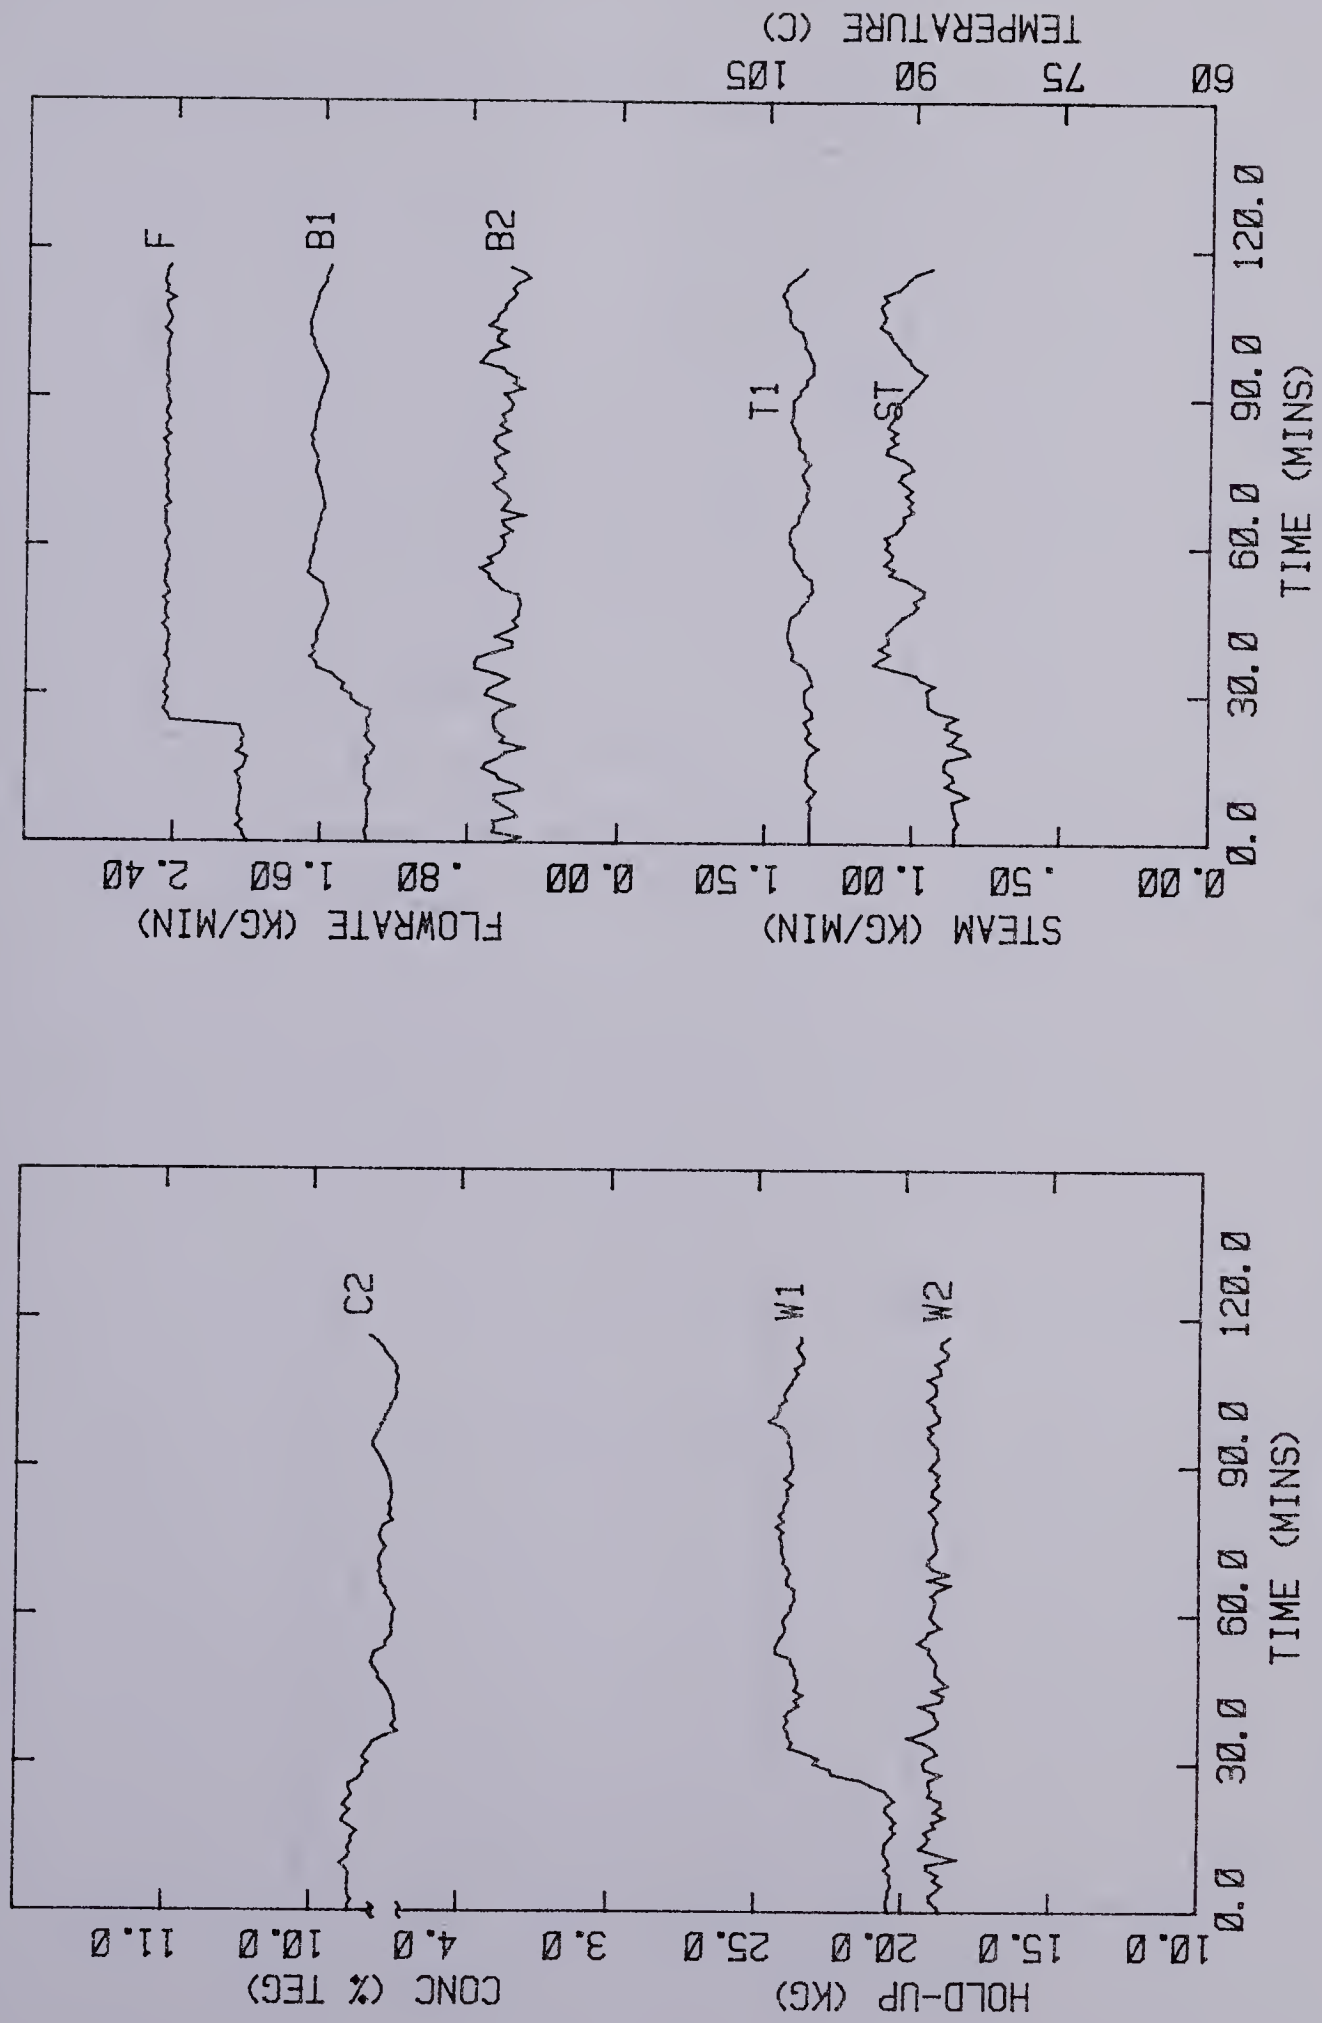 CONC (% TEG)
11.0
10.0
4.0
3.0
C2
HOLD-UP (KG)
25.0
20.0
15.0
10.0
W1
W2
0.0 30.0 60.0 90.0 120.0
TIME (MINS)
FLOWRATE (KG/MIN)
2.40
1.60
.80
0.00
F
B1
B2
STEAM (KG/MIN)
1.50
1.00
.50
0.00
T1
ST
TEMPERATURE (C)
105
90
75
60
0.0 30.0 60.0 90.0 120.0
TIME (MINS)